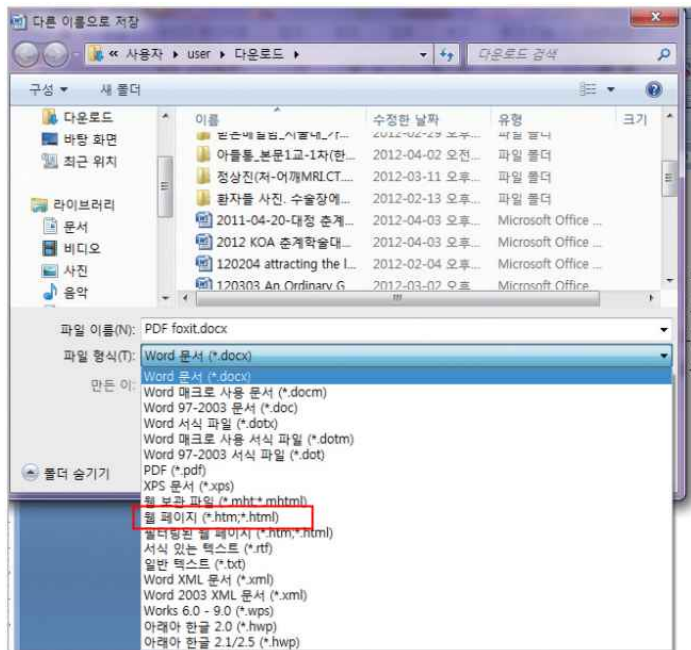 다른 이름으로 저장
« 사용자 ▸ user ▸ 다운로드 ▸ 다운로드 검색
구성 ▾ 새 폴더
다운로드
바탕 화면
최근 위치
라이브러리
문서
비디오
사진
음악
이름 수정한 날짜 유형 크기
2012-02-29 오후... 파일 폴더
아틀통_본문1교-1차(한... 2012-04-02 오전... 파일 폴더
정상진(처-어깨MRI.CT.... 2012-03-11 오후... 파일 폴더
환자들 사진. 수술장에... 2012-02-13 오후... 파일 폴더
2011-04-20-대정 춘계... 2012-04-03 오후... Microsoft Office ...
2012 KOA 춘계학술대... 2012-04-03 오후... Microsoft Office ...
120204 attracting the l... 2012-02-04 오후... Microsoft Office ...
120303 An Ordinary G... 2012-03-02 오후... Microsoft Office
파일 이름(N): PDF foxit.docx
파일 형식(T): Word 문서 (*.docx)
만든 이:
Word 문서 (*.docx)
Word 매크로 사용 문서 (*.docm)
Word 97-2003 문서 (*.doc)
Word 서식 파일 (*.dotx)
Word 매크로 사용 서식 파일 (*.dotm)
Word 97-2003 서식 파일 (*.dot)
PDF (*.pdf)
XPS 문서 (*.xps)
웹 보관 파일 (*.mht;*.mhtml)
웹 페이지 (*.htm;*.html)
필터링된 웹 페이지 (*.htm;*.html)
서식 있는 텍스트 (*.rtf)
일반 텍스트 (*.txt)
Word XML 문서 (*.xml)
Word 2003 XML 문서 (*.xml)
Works 6.0 - 9.0 (*.wps)
아래아 한글 2.0 (*.hwp)
아래아 한글 2.1/2.5 (*.hwp)
폴더 숨기기